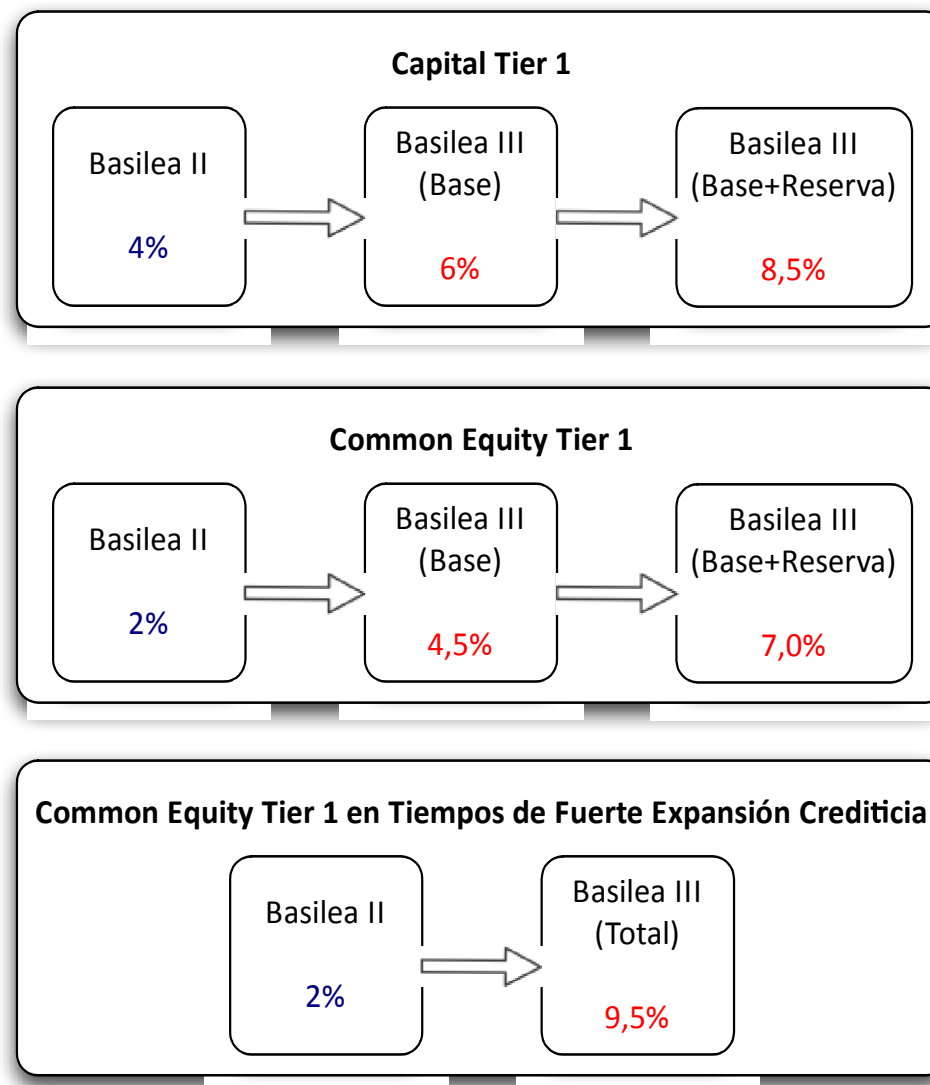 Capital Tier 1
Basilea II
4%
Basilea III
(Base)
6%
Basilea III
(Base+Reserva)
8,5%
Common Equity Tier 1
Basilea II
2%
Basilea III
(Base)
4,5%
Basilea III
(Base+Reserva)
7,0%
Common Equity Tier 1 en Tiempos de Fuerte Expansión Crediticia
Basilea II
2%
Basilea III
(Total)
9,5%